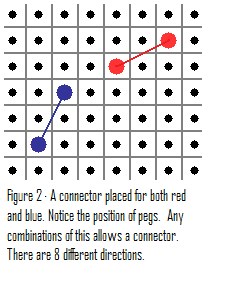 Figure 2 - A connector placed for both red
and blue. Notice the position of pegs.  Any
combinations of this allows a connector.
There are 8 different directions.